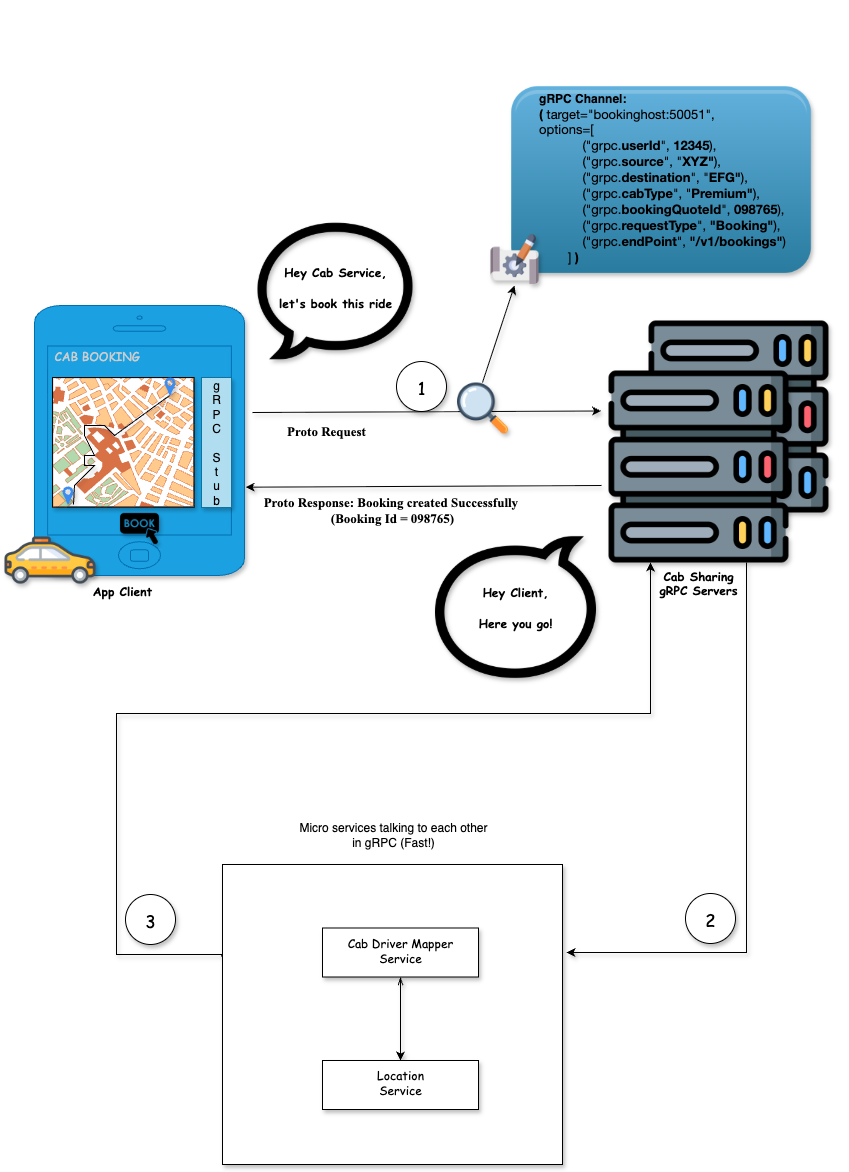 gRPC Channel:
( target="bookinghost:50051",
options=[
("grpc.userId", 12345),
("grpc.source", "XYZ"),
("grpc.destination", "EFG"),
("grpc.cabType", "Premium"),
("grpc.bookingQuoteId", 098765),
("grpc.requestType", "Booking"),
("grpc.endPoint", "/v1/bookings")
] )
Hey Cab Service,
let's book this ride
CAB BOOKING
gRPC Stub
BOOK
App Client
1
Proto Request
Proto Response: Booking created Successfully
(Booking Id = 098765)
Hey Client,
Here you go!
Cab Sharing
gRPC Servers
Micro services talking to each other
in gRPC (Fast!)
3
2
Cab Driver Mapper
Service
Location
Service